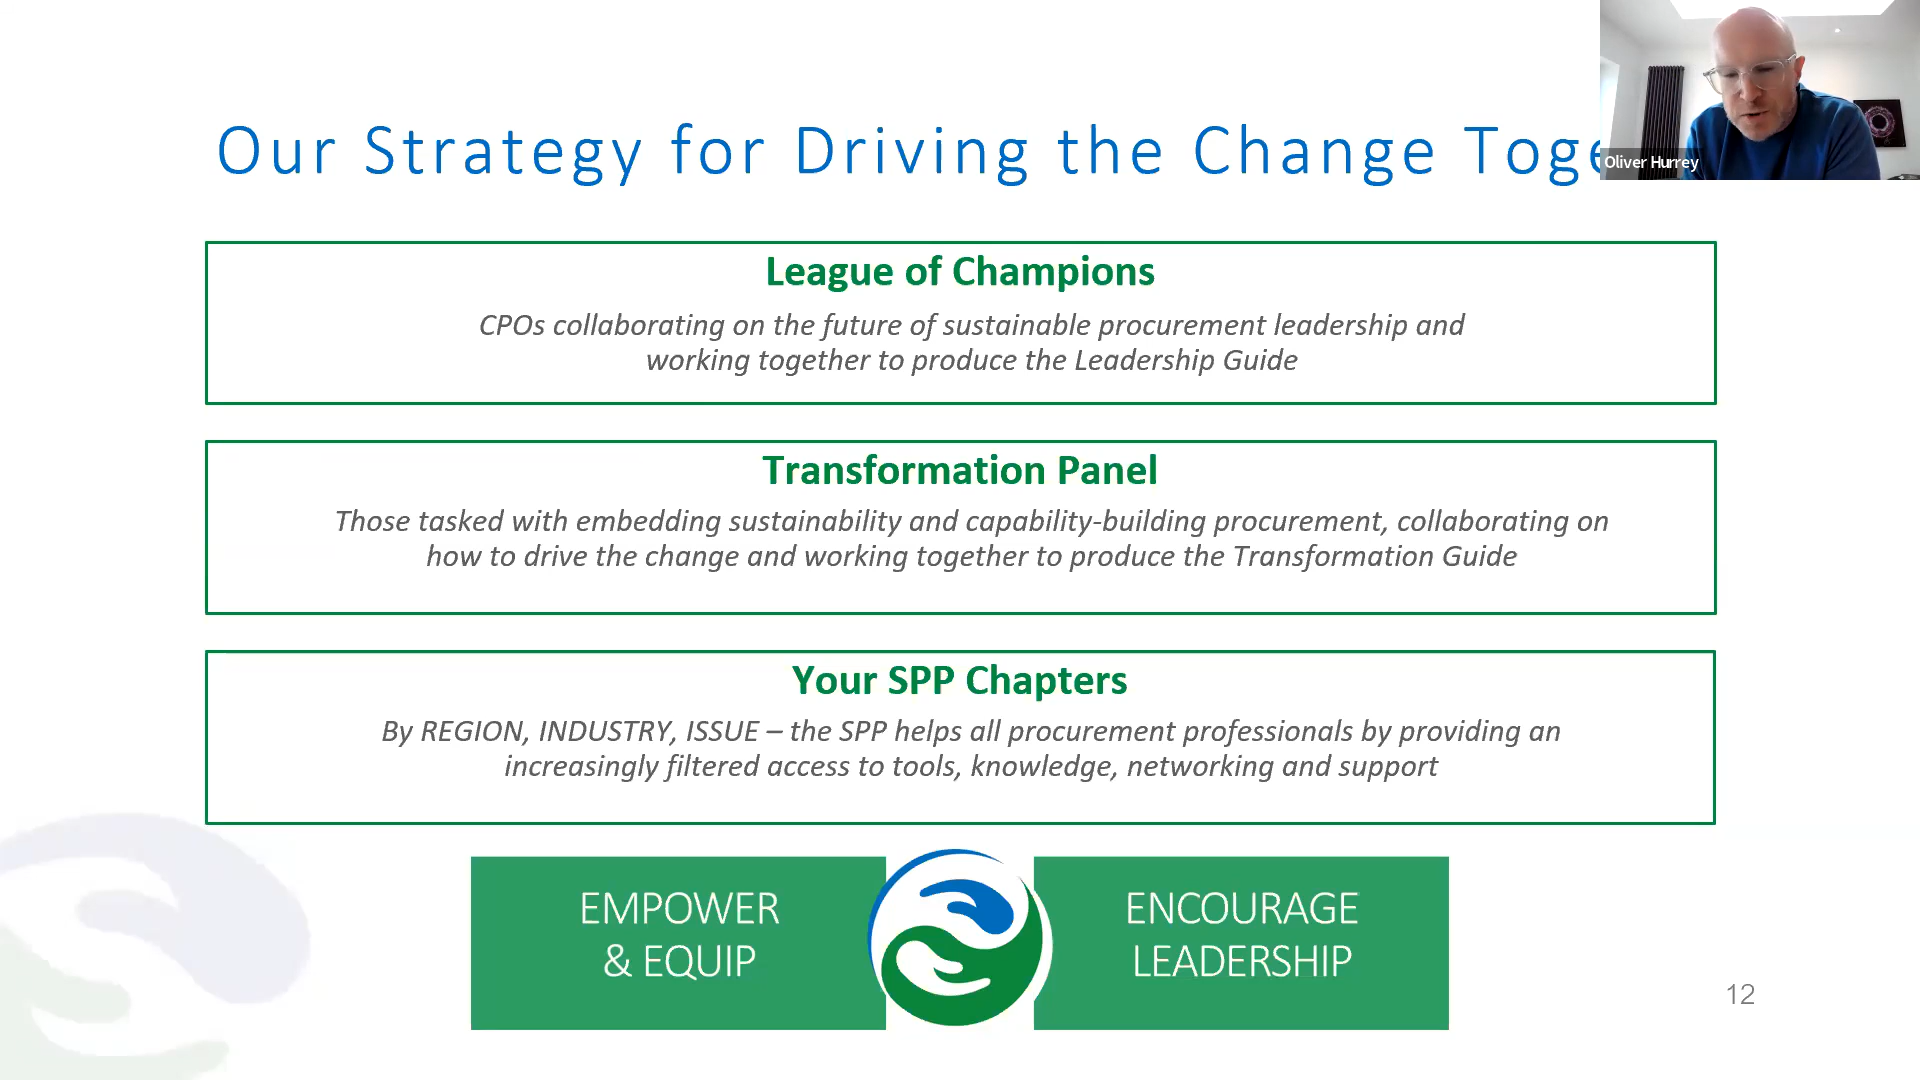 Our Strategy for Driving the Change Toge
Oliver Hurrey
League of Champions
CPOs collaborating on the future of sustainable procurement leadership and
working together to produce the Leadership Guide
Transformation Panel
Those tasked with embedding sustainability and capability-building procurement, collaborating on
how to drive the change and working together to produce the Transformation Guide
Your SPP Chapters
By REGION, INDUSTRY, ISSUE – the SPP helps all procurement professionals by providing an
increasingly filtered access to tools, knowledge, networking and support
EMPOWER
& EQUIP
ENCOURAGE
LEADERSHIP
12